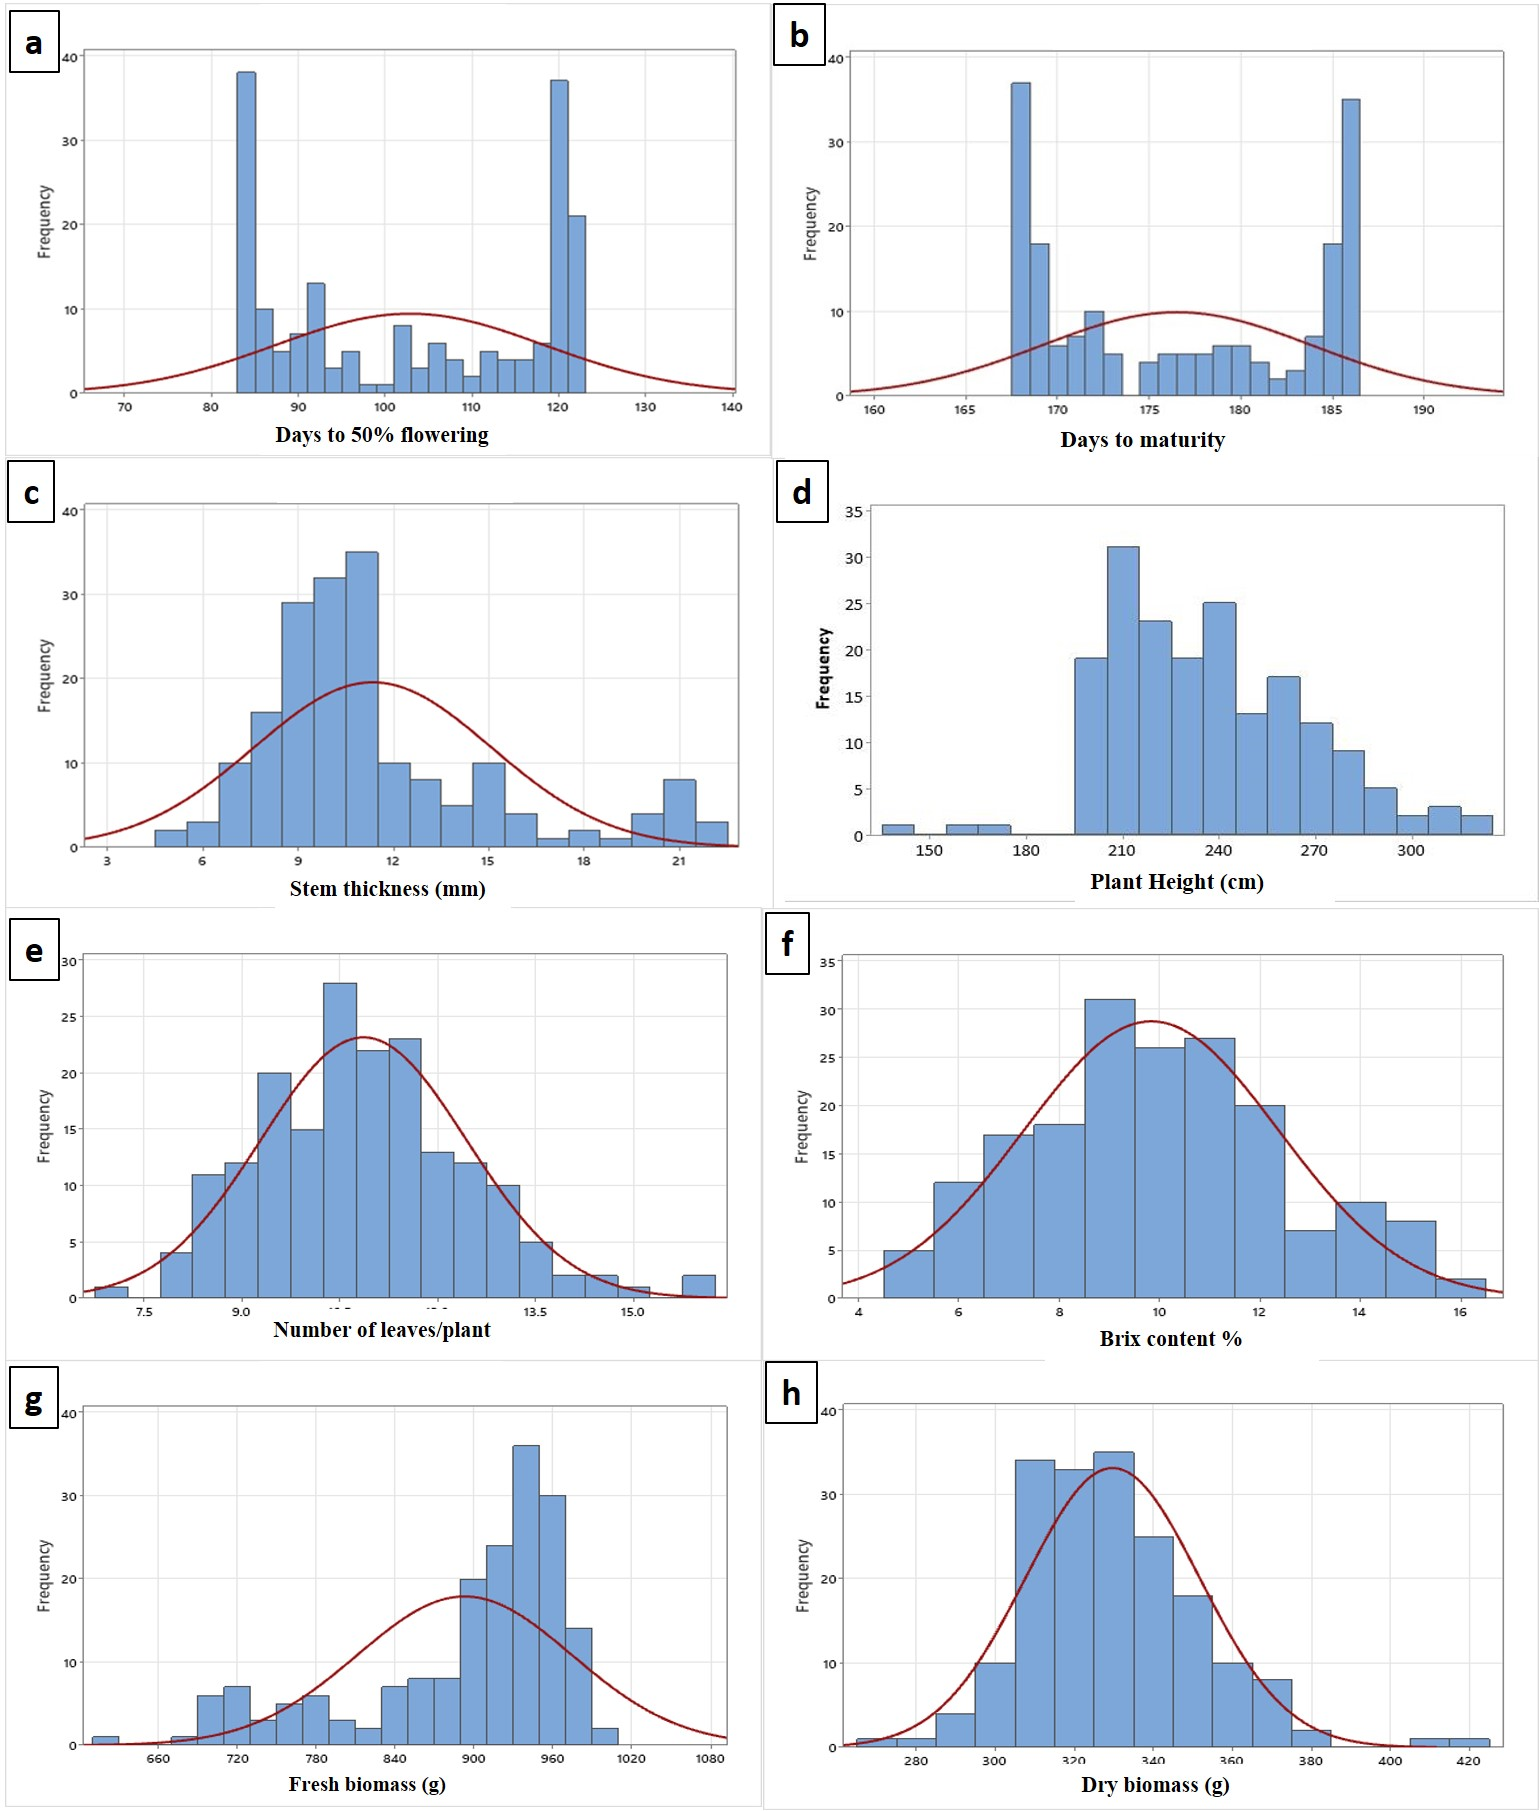 a
40
30
20
10
0
Frequency
70 80 90 100 110 120 130 140
Days to 50% flowering
b
40
30
20
10
0
Frequency
160 165 170 175 180 185 190
Days to maturity
c
40
30
20
10
0
Frequency
3 6 9 12 15 18 21
Stem thickness (mm)
d
35
30
25
20
15
10
5
0
Frequency
150 180 210 240 270 300
Plant Height (cm)
e
30
25
20
15
10
5
0
Frequency
7.5 9.0 13.5 15.0
Number of leaves/plant
f
35
30
25
20
15
10
5
0
Frequency
4 6 8 10 12 14 16
Brix content %
g
40
30
20
10
0
Frequency
660 720 780 840 900 960 1020 1080
Fresh biomass (g)
h
40
30
20
10
0
Frequency
280 300 320 340 360 380 400 420
Dry biomass (g)